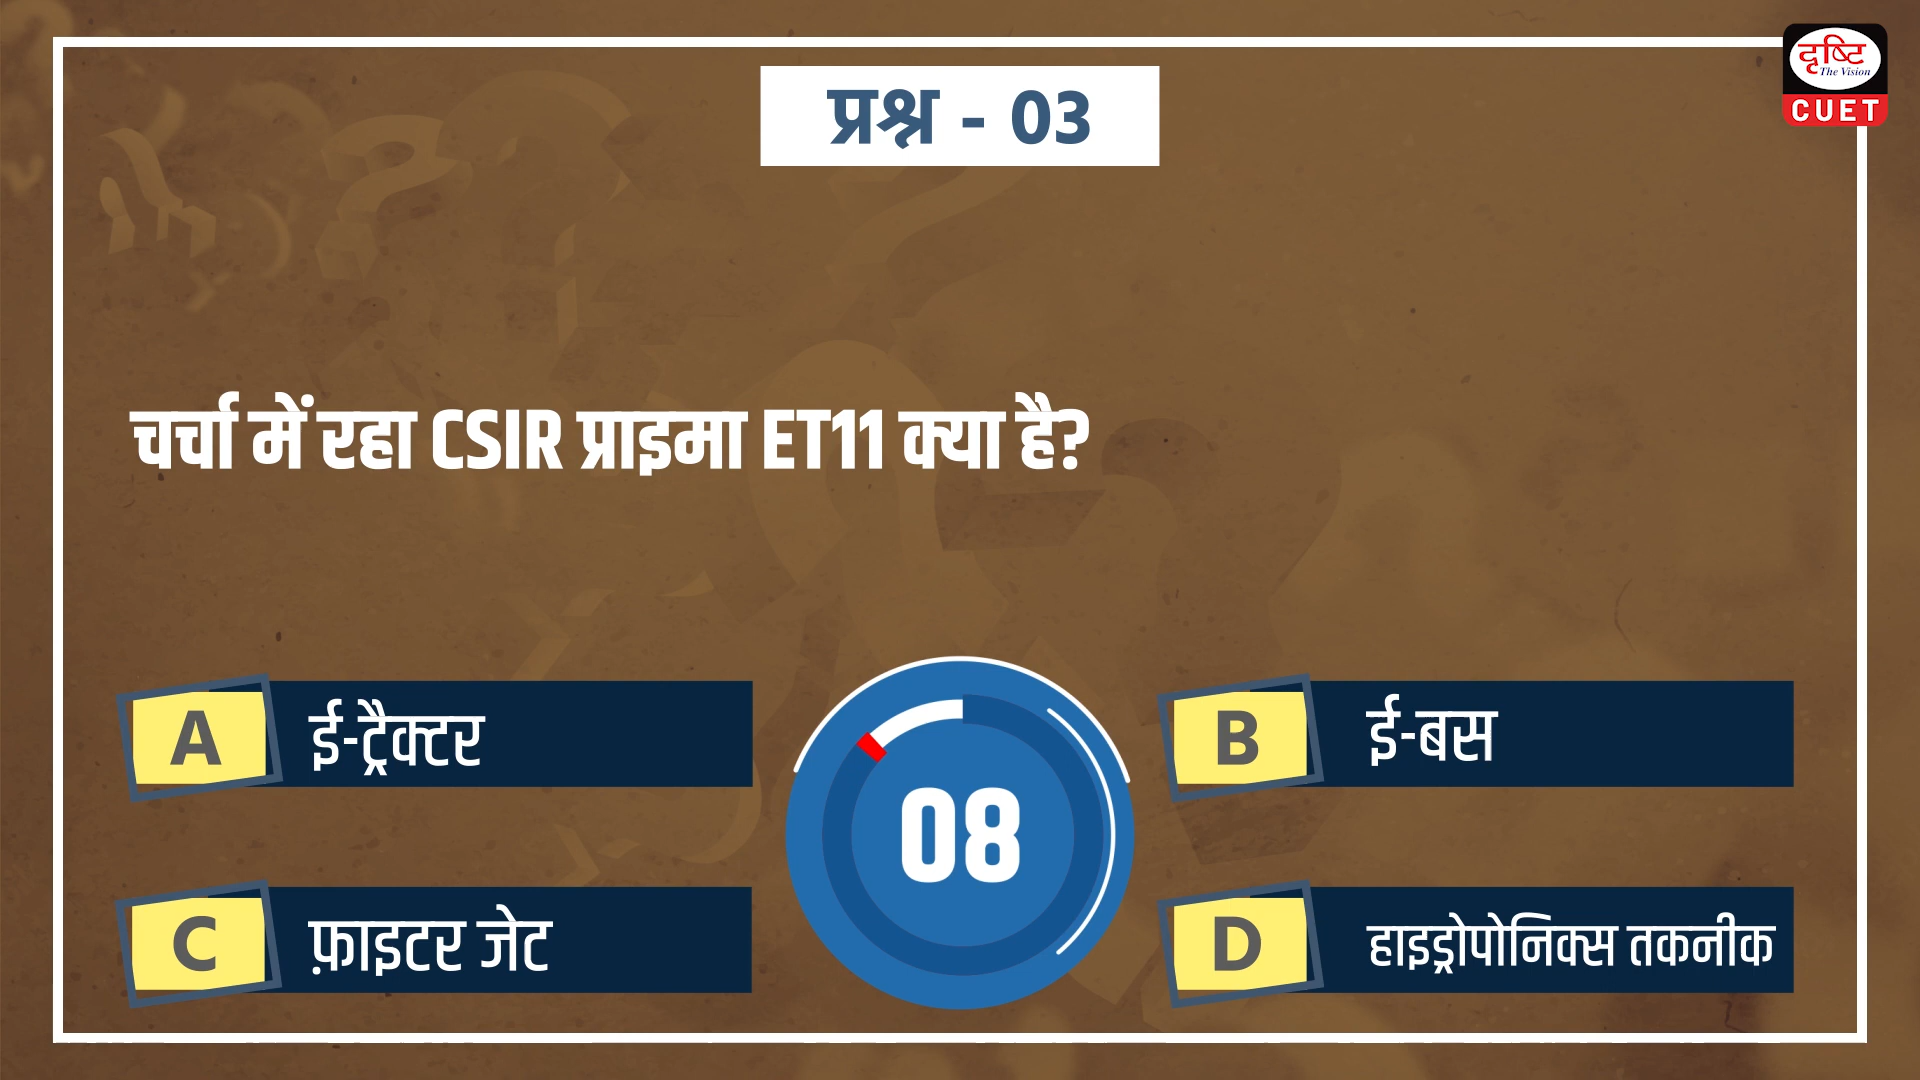 दृष्टि
The Vision
CUET
प्रश्न - 03
चर्चा में रहा CSIR प्राइमा ET11 क्या है?
A ई-ट्रैक्टर
B ई-बस
08
C फ़ाइटर जेट
D हाइड्रोपोनिक्स तकनीक